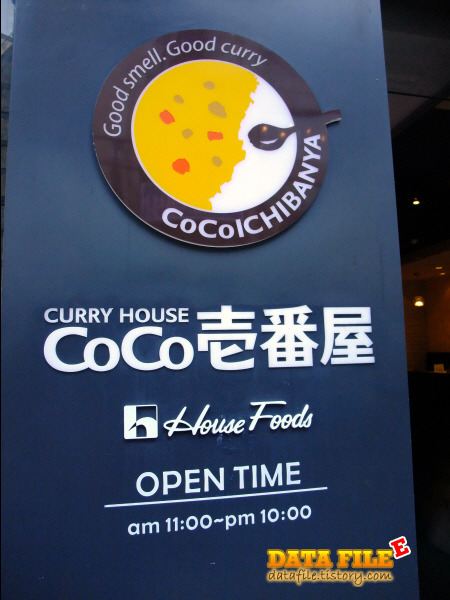 Good smell. Good curry
CoCoICHIBANYA
CURRY HOUSE
CoCo壱番屋
House Foods
OPEN TIME
am 11:00~pm 10:00
DATA FILE E
datafile.tistory.com